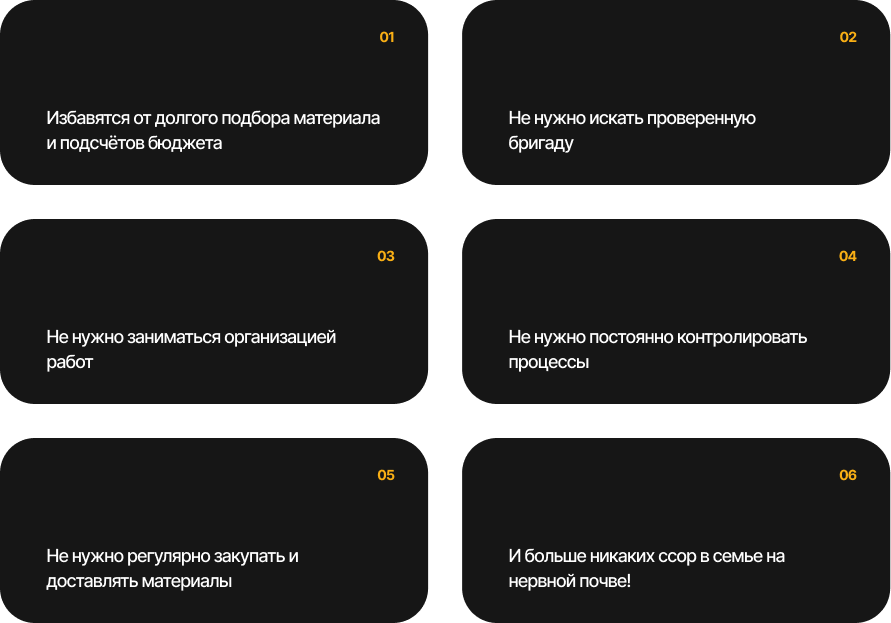 01
Избавятся от долгого подбора материала
и подсчётов бюджета
02
Не нужно искать проверенную
бригаду
03
Не нужно заниматься организацией
работ
04
Не нужно постоянно контролировать
процессы
05
Не нужно регулярно закупать и
доставлять материалы
06
И больше никаких ссор в семье на
нервной почве!